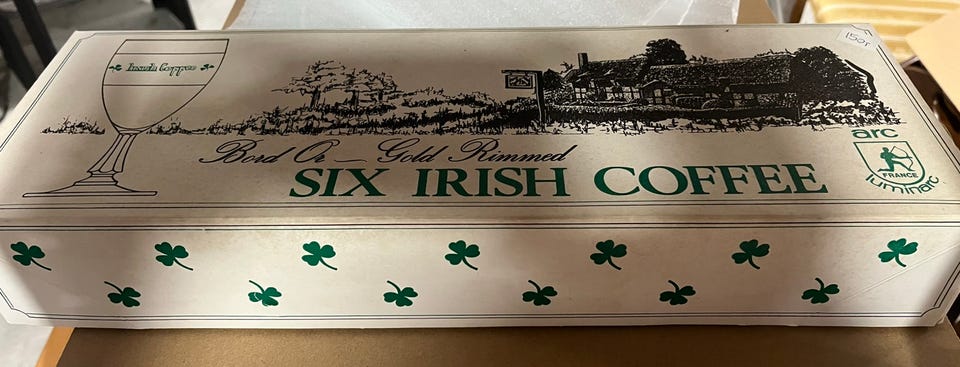 Irish Coffee
Bord Or — Gold Rimmed
SIX IRISH COFFEE
arc
FRANCE
luminarc